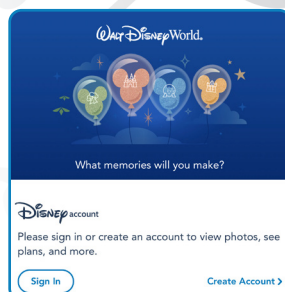 Walt Disney World.
What memories will you make?
Disney account
Please sign in or create an account to view photos, see
plans, and more.
Sign In
Create Account >